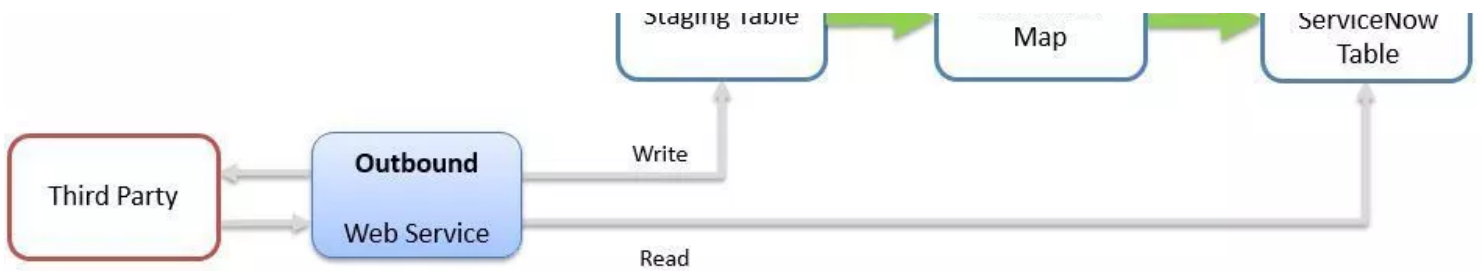 Staging Table
Map
ServiceNow
Table
Third Party
Outbound
Web Service
Write
Read